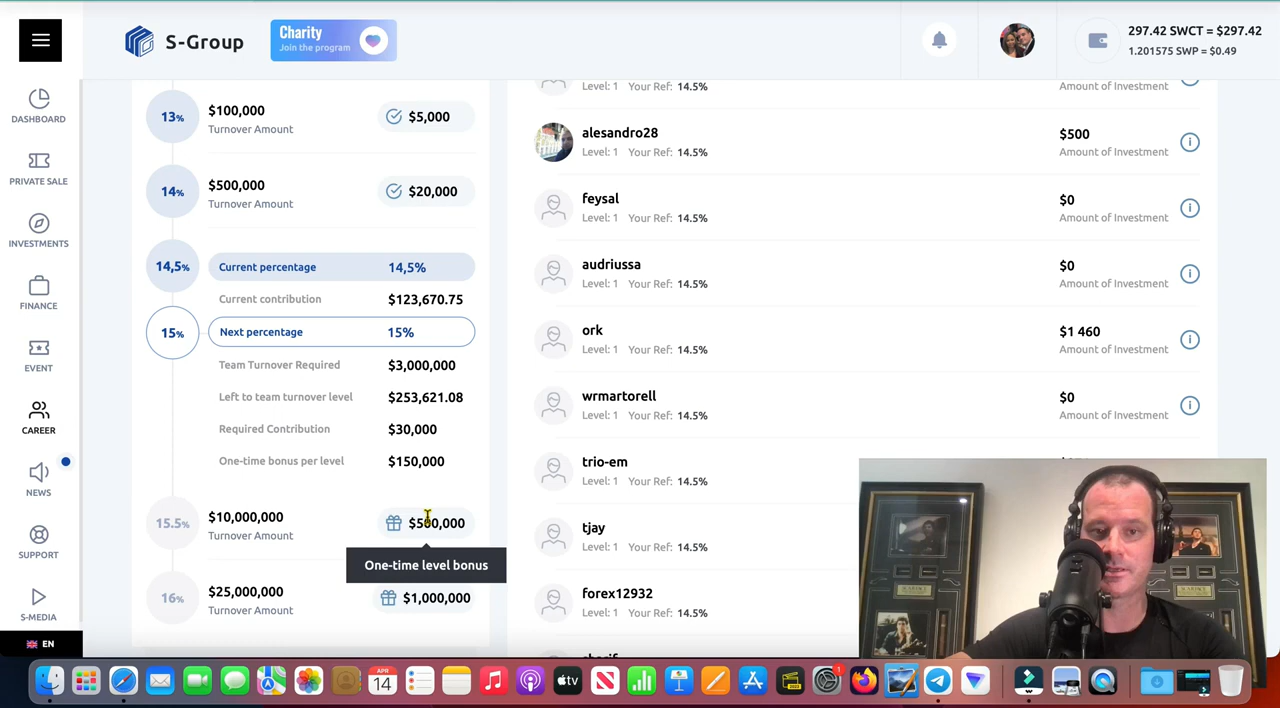 S-Group
Charity
Join the program
297.42 SWCT = $297.42
1.201575 SWP = $0.49
DASHBOARD
PRIVATE SALE
INVESTMENTS
FINANCE
EVENT
CAREER
NEWS
SUPPORT
S-MEDIA
EN
13%
$100,000
Turnover Amount
$5,000
14%
$500,000
Turnover Amount
$20,000
14,5%
Current percentage
14,5%
Current contribution
$123,670.75
15%
Next percentage
15%
Team Turnover Required
$3,000,000
Left to team turnover level
$253,621.08
Required Contribution
$30,000
One-time bonus per level
$150,000
15.5%
$10,000,000
Turnover Amount
$500,000
One-time level bonus
16%
$25,000,000
Turnover Amount
$1,000,000
Level: 1 Your Ref: 14.5%
Amount of Investment
alesandro28
Level: 1 Your Ref: 14.5%
$500
Amount of Investment
feysal
Level: 1 Your Ref: 14.5%
$0
Amount of Investment
audriussa
Level: 1 Your Ref: 14.5%
$0
Amount of Investment
ork
Level: 1 Your Ref: 14.5%
$1 460
Amount of Investment
wrmartorell
Level: 1 Your Ref: 14.5%
$0
Amount of Investment
trio-em
Level: 1 Your Ref: 14.5%
tjay
Level: 1 Your Ref: 14.5%
forex12932
Level: 1 Your Ref: 14.5%
APR
14
tv